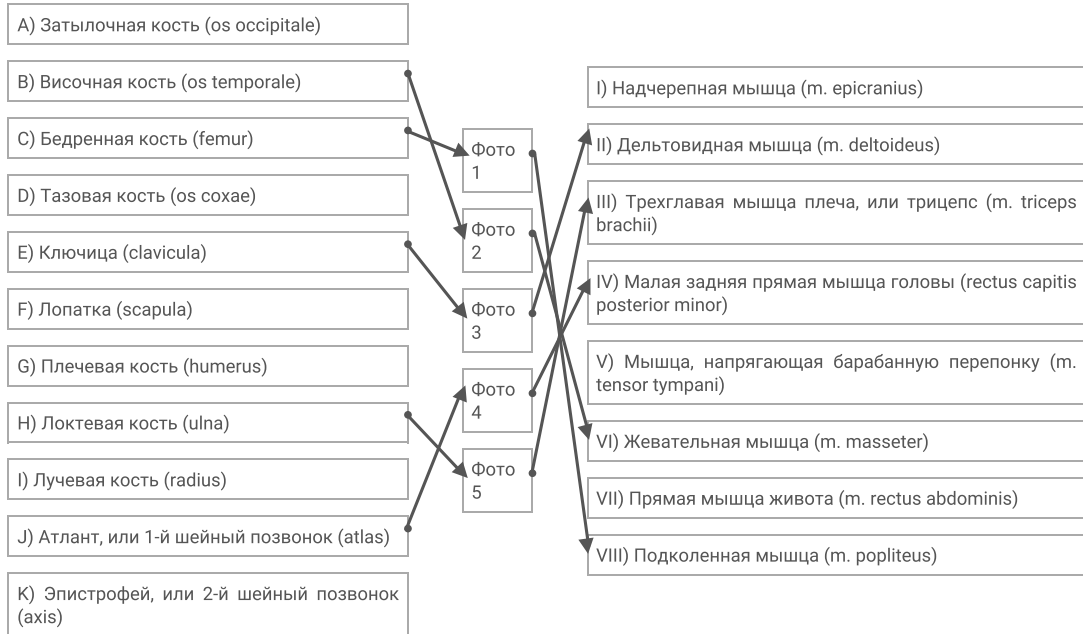 A) Затылочная кость (os occipitale)
B) Височная кость (os temporale)
C) Бедренная кость (femur)
D) Тазовая кость (os coxae)
E) Ключица (clavicula)
F) Лопатка (scapula)
G) Плечевая кость (humerus)
H) Локтевая кость (ulna)
I) Лучевая кость (radius)
J) Атлант, или 1-й шейный позвонок (atlas)
K) Эпистрофей, или 2-й шейный позвонок
(axis)
Фото
1
Фото
2
Фото
3
Фото
4
Фото
5
I) Надчерепная мышца (m. epicranius)
II) Дельтовидная мышца (m. deltoideus)
III) Трехглавая мышца плеча, или трицепс (m. triceps
brachii)
IV) Малая задняя прямая мышца головы (rectus capitis
posterior minor)
V) Мышца, напрягающая барабанную перепонку (m.
tensor tympani)
VI) Жевательная мышца (m. masseter)
VII) Прямая мышца живота (m. rectus abdominis)
VIII) Подколенная мышца (m. popliteus)